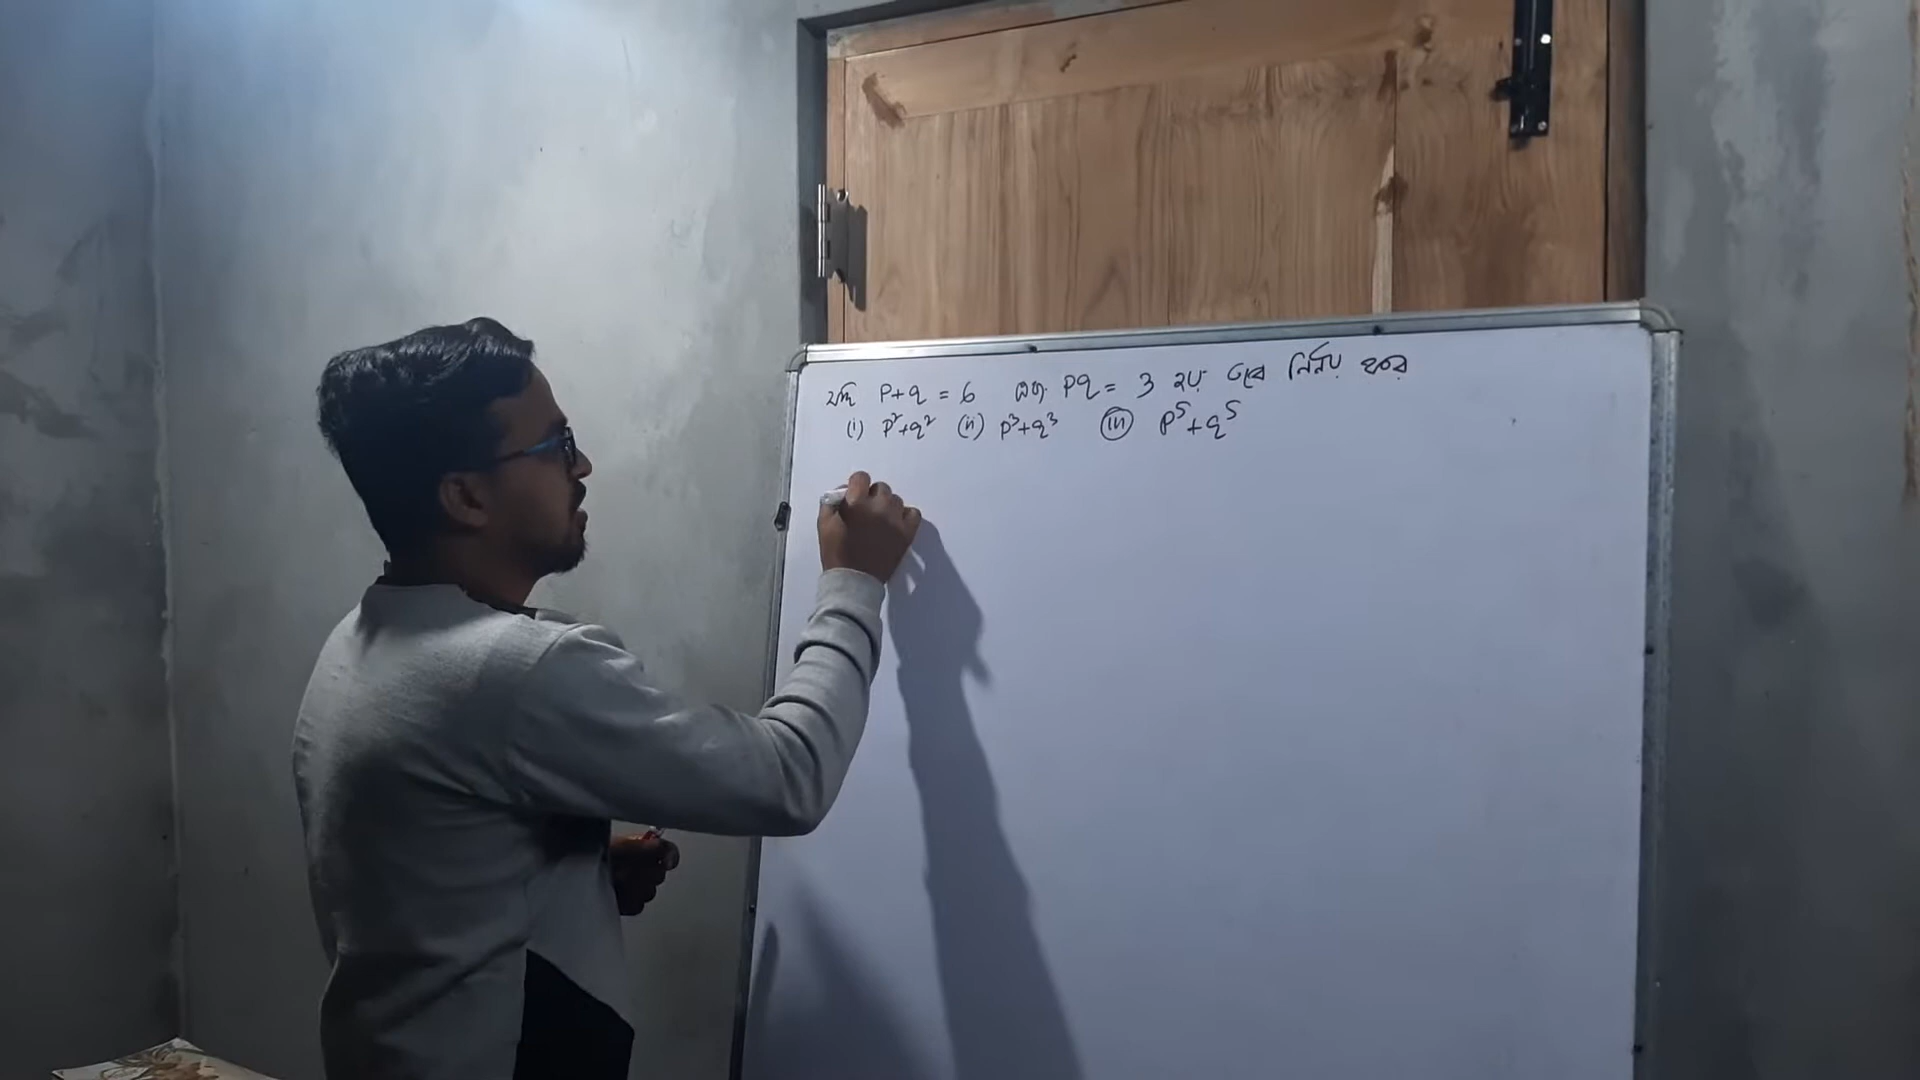 যদি P+q = 6 এবং Pq = 3 হয় তবে নির্ণয় কর
(i) p²+q² (ii) p³+q³ (iii) p⁵+q⁵